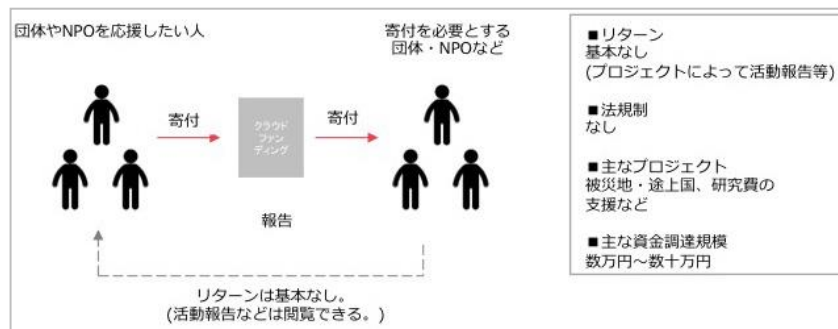 団体やNPOを応援したい人
寄付を必要とする
団体・NPOなど
寄付
クラウド
ファン
ディング
寄付
報告
リターンは基本なし。
(活動報告などは閲覧できる。)
■リターン
基本なし
(プロジェクトによって活動報告等)
■法規制
なし
■主なプロジェクト
被災地・途上国、研究費の
支援など
■主な資金調達規模
数万円～数十万円